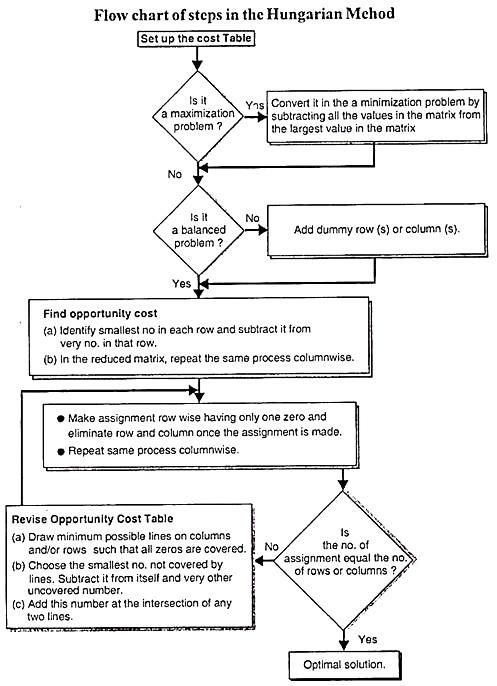 Flow chart of steps in the Hungarian Mehod
Set up the cost Table
Is it
a maximization
problem ?
Yes
Convert it in the a minimization problem by
subtracting all the values in the matrix from
the largest value in the matrix
No
Is it
a balanced
problem ?
No
Add dummy row (s) or column (s).
Yes
Find opportunity cost
(a) Identify smallest no in each row and subtract it from
very no. in that row.
(b) In the reduced matrix, repeat the same process columnwise.
● Make assignment row wise having only one zero and
eliminate row and column once the assignment is made.
● Repeat same process columnwise.
Revise Opportunity Cost Table
(a) Draw minimum possible lines on columns
and/or rows such that all zeros are covered.
(b) Choose the smallest no. not covered by
lines. Subtract it from itself and very other
uncovered number.
(c) Add this number at the intersection of any
two lines.
No
Is
the no. of
assignment equal the no.
of rows or columns ?
Yes
Optimal solution.